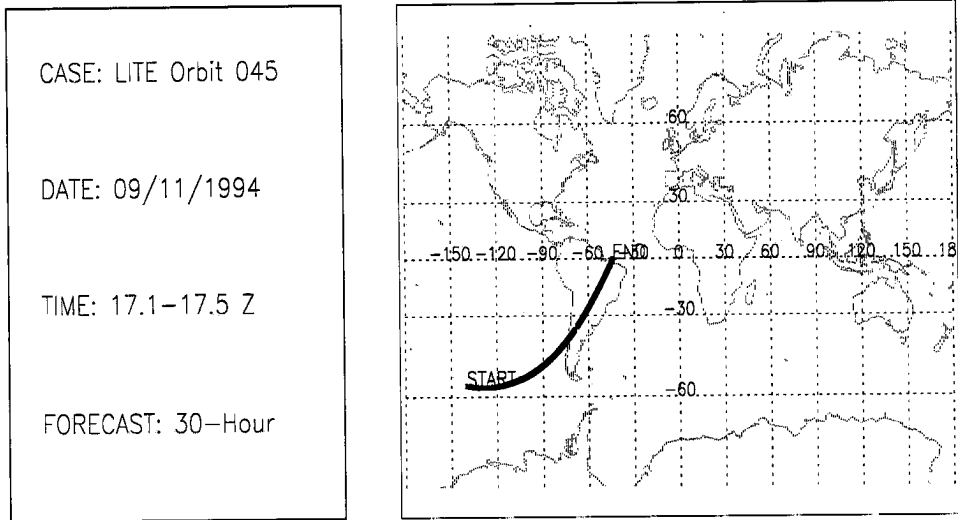 CASE: LITE Orbit 045
DATE: 09/11/1994
TIME: 17.1-17.5 Z
FORECAST: 30-Hour
60
30
-150 -120 -90 -60 END 0 30 60 90 120 150 18
-30
START
-60